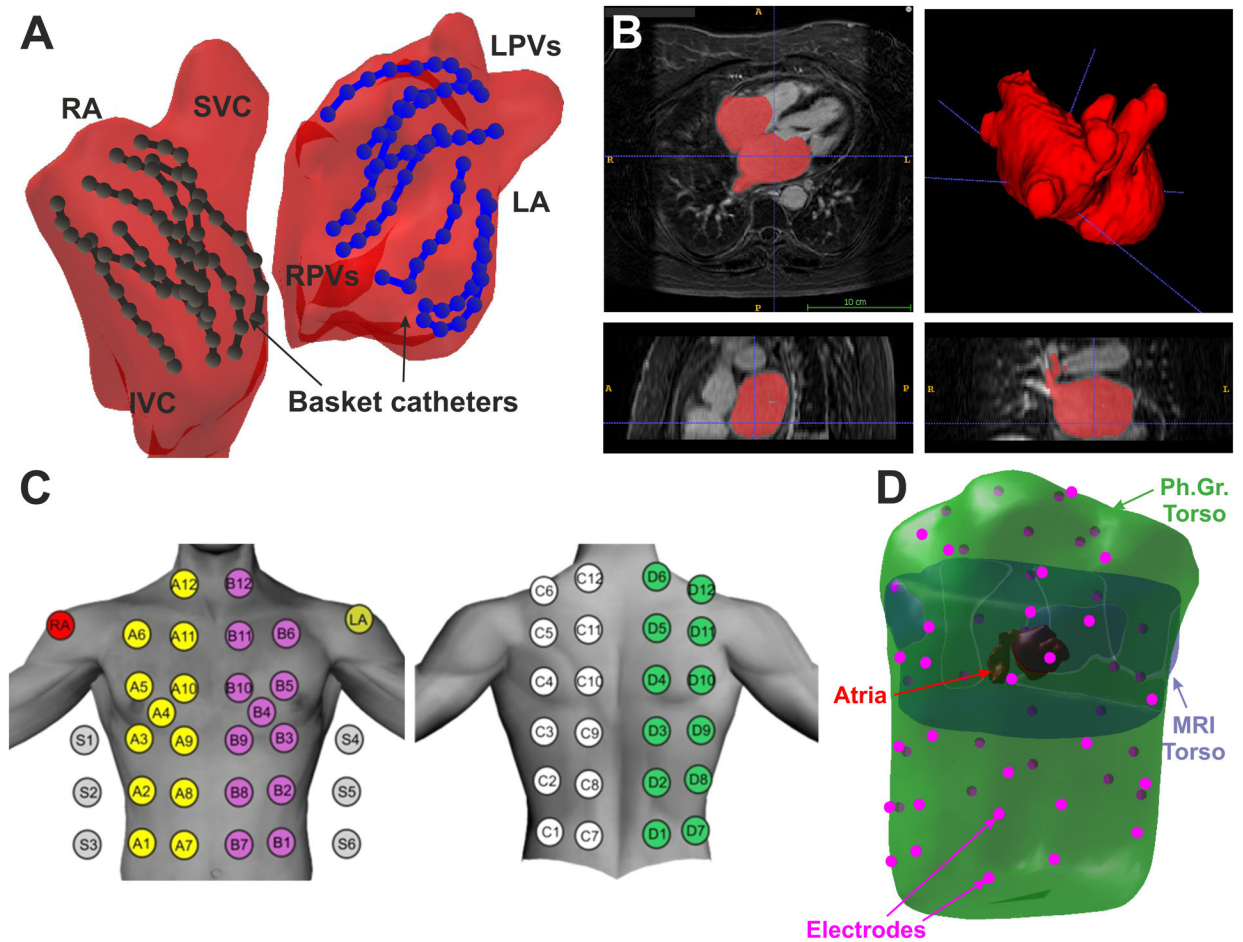 A
LPVs
RA
SVC
LA
RPVs
IVC
Basket catheters
B
A
R
L
10 cm
P
A
P
R
L
C
A12
B12
RA
LA
A6
A11
B11
B6
A5
A10
B10
B5
A4
B4
S1
A3
A9
B9
B3
S4
S2
A2
A8
B8
B2
S5
S3
A1
A7
B7
B1
S6
C6
C12
D6
D12
C5
C11
D5
D11
C4
C10
D4
D10
C3
C9
D3
D9
C2
C8
D2
D8
C1
C7
D1
D7
D
Ph.Gr.
Torso
Atria
MRI
Torso
Electrodes